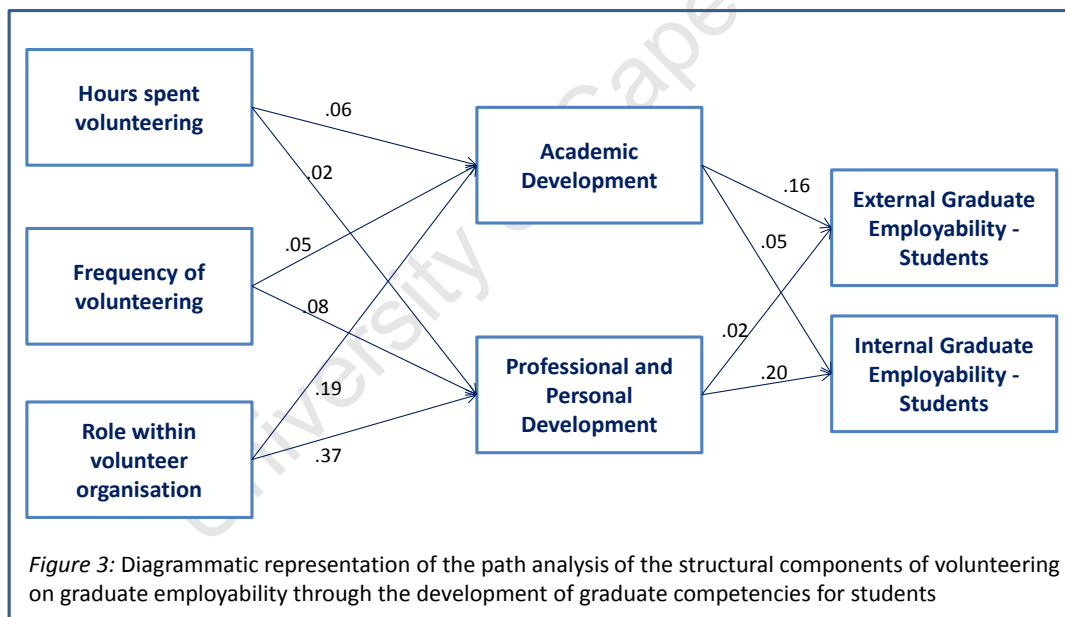 Hours spent
volunteering
Frequency of
volunteering
Role within
volunteer
organisation
.06
.02
.05
.08
.19
.37
Academic
Development
Professional and
Personal
Development
.16
.05
.02
.20
External Graduate
Employability -
Students
Internal Graduate
Employability -
Students
University of Cape
Figure 3: Diagrammatic representation of the path analysis of the structural components of volunteering
on graduate employability through the development of graduate competencies for students